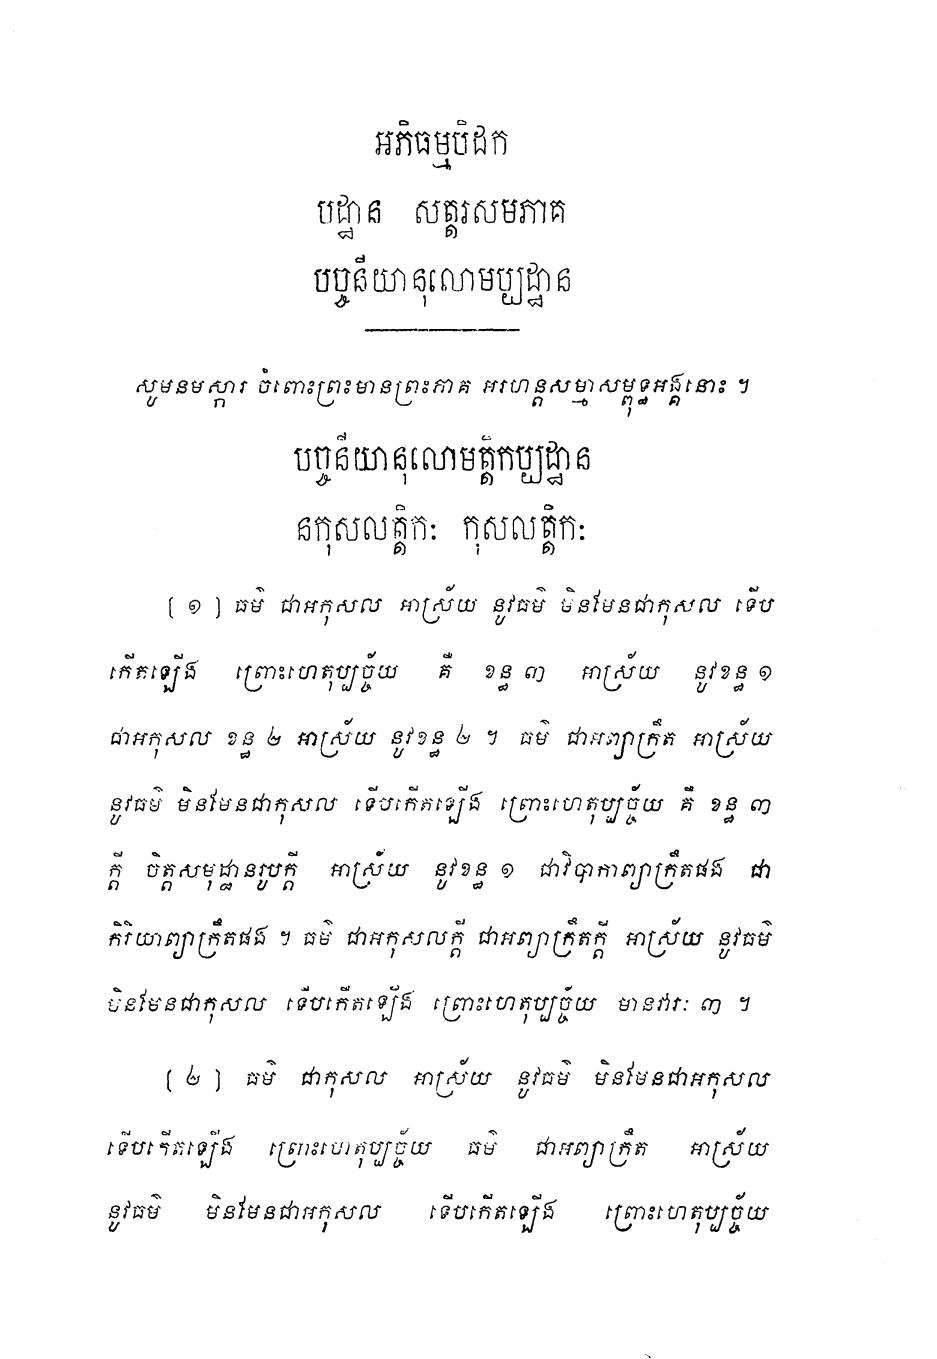 អភិធម្មបិដក
បដ្ឋាន សត្តរសមភាគ
បច្ចនីយានុលោមប្បដ្ឋាន
សូមនមស្ការ ចំពោះព្រះមានព្រះភាគ អរហន្តសម្មាសម្ពុទ្ធអង្គនោះ ។
បច្ចនីយានុលោមត្តិកប្បដ្ឋាន
នកុសលត្តិកៈ កុសលត្តិកៈ
[ ១ ] ធម៌ ជាអកុសល អាស្រ័យ នូវធម៌ មិនមែនជាកុសល ទើប
កើតឡើង ព្រោះហេតុប្បច្ច័យ គឺ ខន្ធ ៣ អាស្រ័យ នូវខន្ធ ១
ជាអកុសល ខន្ធ ២ អាស្រ័យ នូវខន្ធ ២ ។ ធម៌ ជាអព្យាក្រឹត អាស្រ័យ
នូវធម៌ មិនមែនជាកុសល ទើបកើតឡើង ព្រោះហេតុប្បច្ច័យ គឺ ខន្ធ ៣
ក្តី ចិត្តសមុដ្ឋានរូបក្តី អាស្រ័យ នូវខន្ធ ១ ជាវិបាកាព្យាក្រឹតផង ជា
កិរិយាព្យាក្រឹតផង ។ ធម៌ ជាអកុសលក្តី ជាអព្យាក្រឹតក្តី អាស្រ័យ នូវធម៌
មិនមែនជាកុសល ទើបកើតឡើង ព្រោះហេតុប្បច្ច័យ មានវារៈ ៣ ។
[ ២ ] ធម៌ ជាកុសល អាស្រ័យ នូវធម៌ មិនមែនជាអកុសល
ទើបកើតឡើង ព្រោះហេតុប្បច្ច័យ ធម៌ ជាអព្យាក្រឹត អាស្រ័យ
នូវធម៌ មិនមែនជាអកុសល ទើបកើតឡើង ព្រោះហេតុប្បច្ច័យ